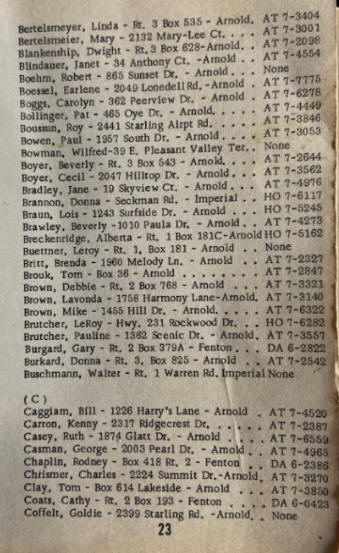 Bertelsmeyer, Linda - Rt. 3 Box 535 - Arnold. AT 7-3404
Bertelsmeier, Mary - 2132 Mary-Lee Ct. . . . AT 7-3001
Blankenship, Dwight - Rt. 3 Box 628-Arnold. . AT 7-2098
Blindauer, Janet - 34 Anthony Ct. -Arnold . . AT 7-4554
Boehm, Robert - 865 Sunset Dr. - Arnold . . . None
Boessel, Earlene - 2049 Lonedell Rd. -Arnold . AT 7-7775
Boggs, Carolyn - 362 Peerview Dr. - Arnold . AT 7-6278
Bollinger, Pat - 465 Oye Dr. - Arnold. . . . . AT 7-4449
Boussun, Roy - 2441 Starling Airpt Rd. . . . . AT 7-3846
Bowen, Paul - 1957 South Dr. - Arnold . . . . AT 7-3053
Bowman, Wilfred-39 E. Pleasant Valley Ter. . None
Boyer, Beverly - Rt. 3 Box 543 - Arnold. . . . AT 7-2644
Boyer, Cecil - 2047 Hilltop Dr. - Arnold . . . AT 7-3562
Bradley, Jane - 19 Skyview Ct. - Arnold . . . AT 7-4976
Brannon, Donna - Seckman Rd. - Imperial . . HO 7-6117
Braun, Lois - 1243 Surfside Dr. - Arnold . . . HO 7-5245
Brawley, Beverly -1010 Paula Dr. - Arnold . . AT 7-4273
Breckenridge, Alberta - Rt. 1 Box 181C-Arnold HO 7-5162
Buettner, Leroy - Rt. 1, Box 181 - Arnold . . None
Britt, Brenda - 1960 Melody Ln. - Arnold . . . AT 7-2327
Brouk, Tom - Box 36 - Arnold . . . . . . . . AT 7-2847
Brown, Debbie - Rt. 2 Box 768 - Arnold . . . AT 7-3321
Brown, Lavonda - 1758 Harmony Lane-Arnold. AT 7-3140
Brown, Mike - 1455 Hill Dr. - Arnold. . . . . AT 7-6322
Brutcher, LeRoy - Hwy. 231 Rockwood Dr. . . HO 7-6282
Brutcher, Pauline - 1362 Scenic Dr. - Arnold . AT 7-3557
Burgard, Gary - Rt. 2 Box 379A - Fenton . . . DA 6-2822
Burkard, Donna - Rt. 3, Box 825 - Arnold . . AT 7-2542
Buschmann, Walter - Rt. 1 Warren Rd. Imperial None
( C )
Caggiam, Bill - 1226 Harry's Lane - Arnold . AT 7-4520
Carron, Kenny - 2317 Ridgecrest Dr. . . . . . AT 7-2387
Casey, Ruth - 1874 Glatt Dr. - Arnold . . . . AT 7-6559
Casman, George - 2003 Pearl Dr. - Arnold . . AT 7-4965
Chaplin, Rodney - Box 418 Rt. 2 - Fenton . . DA 6-2386
Chrismer, Charles - 2224 Summit Dr. -Arnold. AT 7-3270
Clay, Tom - Box 614 Lakeside - Arnold . . . AT 7-3850
Coats, Cathy - Rt. 2 Box 193 - Fenton . . . . DA 6-0423
Coffelt, Goldie - 2399 Starling Rd. -Arnold. . None
23